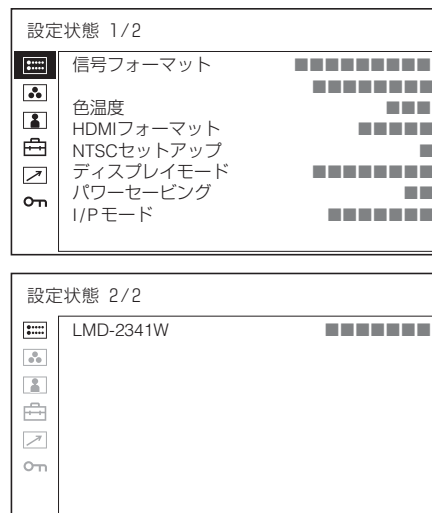 設定状態 1/2
信号フォーマット
色温度
HDMIフォーマット
NTSCセットアップ
ディスプレイモード
パワーセービング
I/Pモード
設定状態 2/2
LMD-2341W